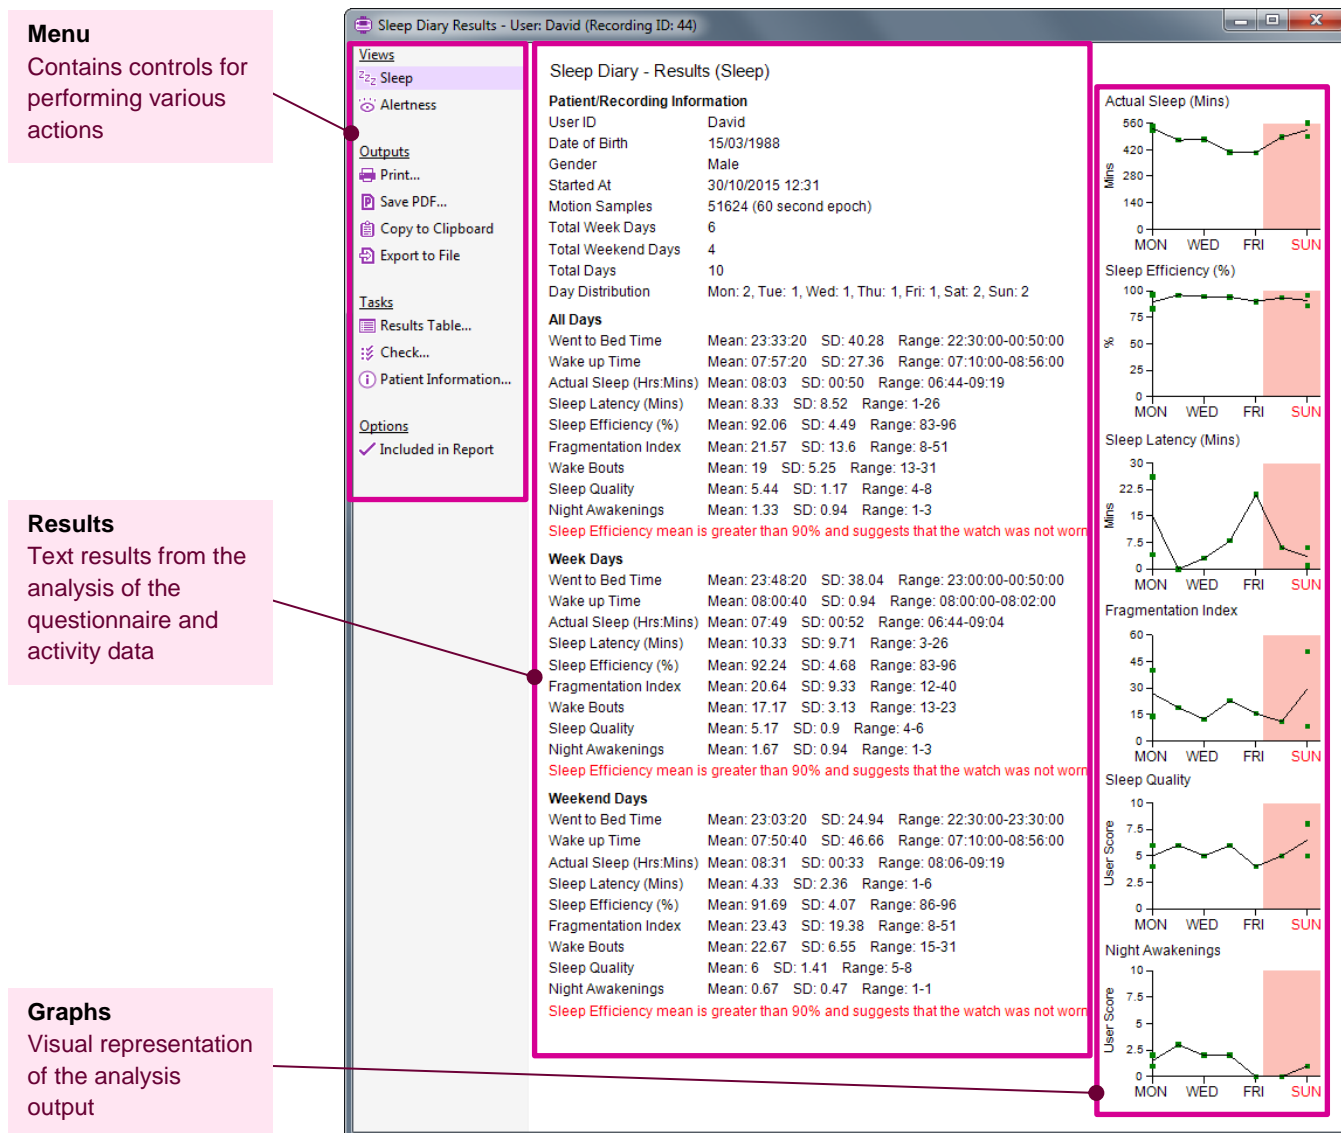 Menu
Contains controls for
performing various
actions
Results
Text results from the
analysis of the
questionnaire and
activity data
Graphs
Visual representation
of the analysis
output
Sleep Diary Results - User: David (Recording ID: 44)
Views
Sleep
Alertness
Outputs
Print...
Save PDF...
Copy to Clipboard
Export to File
Tasks
Results Table...
Check...
Patient Information...
Options
Included in Report
Sleep Diary - Results (Sleep)
Patient/Recording Information
User ID David
Date of Birth 15/03/1988
Gender Male
Started At 30/10/2015 12:31
Motion Samples 51624 (60 second epoch)
Total Week Days 6
Total Weekend Days 4
Total Days 10
Day Distribution Mon: 2, Tue: 1, Wed: 1, Thu: 1, Fri: 1, Sat: 2, Sun: 2
All Days
Went to Bed Time Mean: 23:33:20 SD: 40.28 Range: 22:30:00-00:50:00
Wake up Time Mean: 07:57:20 SD: 27.36 Range: 07:10:00-08:56:00
Actual Sleep (Hrs:Mins) Mean: 08:03 SD: 00:50 Range: 06:44-09:19
Sleep Latency (Mins) Mean: 8.33 SD: 8.52 Range: 1-26
Sleep Efficiency (%) Mean: 92.06 SD: 4.49 Range: 83-96
Fragmentation Index Mean: 21.57 SD: 13.6 Range: 8-51
Wake Bouts Mean: 19 SD: 5.25 Range: 13-31
Sleep Quality Mean: 5.44 SD: 1.17 Range: 4-8
Night Awakenings Mean: 1.33 SD: 0.94 Range: 1-3
Sleep Efficiency mean is greater than 90% and suggests that the watch was not worn
Week Days
Went to Bed Time Mean: 23:48:20 SD: 38.04 Range: 23:00:00-00:50:00
Wake up Time Mean: 08:00:40 SD: 0.94 Range: 08:00:00-08:02:00
Actual Sleep (Hrs:Mins) Mean: 07:49 SD: 00:52 Range: 06:44-09:04
Sleep Latency (Mins) Mean: 10.33 SD: 9.71 Range: 3-26
Sleep Efficiency (%) Mean: 92.24 SD: 4.68 Range: 83-96
Fragmentation Index Mean: 20.64 SD: 9.33 Range: 12-40
Wake Bouts Mean: 17.17 SD: 3.13 Range: 13-23
Sleep Quality Mean: 5.17 SD: 0.9 Range: 4-6
Night Awakenings Mean: 1.67 SD: 0.94 Range: 1-3
Sleep Efficiency mean is greater than 90% and suggests that the watch was not worn
Weekend Days
Went to Bed Time Mean: 23:03:20 SD: 24.94 Range: 22:30:00-23:30:00
Wake up Time Mean: 07:50:40 SD: 46.66 Range: 07:10:00-08:56:00
Actual Sleep (Hrs:Mins) Mean: 08:31 SD: 00:33 Range: 08:06-09:19
Sleep Latency (Mins) Mean: 4.33 SD: 2.36 Range: 1-6
Sleep Efficiency (%) Mean: 91.69 SD: 4.07 Range: 86-96
Fragmentation Index Mean: 23.43 SD: 19.38 Range: 8-51
Wake Bouts Mean: 22.67 SD: 6.55 Range: 15-31
Sleep Quality Mean: 6 SD: 1.41 Range: 5-8
Night Awakenings Mean: 0.67 SD: 0.47 Range: 1-1
Sleep Efficiency mean is greater than 90% and suggests that the watch was not worn
Actual Sleep (Mins)
560
420
280
140
0
Mins
MON WED FRI SUN
Sleep Efficiency (%)
100
75
50
25
0
%
MON WED FRI SUN
Sleep Latency (Mins)
30
22.5
15
7.5
0
Mins
MON WED FRI SUN
Fragmentation Index
60
45
30
15
0
MON WED FRI SUN
Sleep Quality
10
7.5
5
2.5
0
User Score
MON WED FRI SUN
Night Awakenings
10
7.5
5
2.5
0
User Score
MON WED FRI SUN